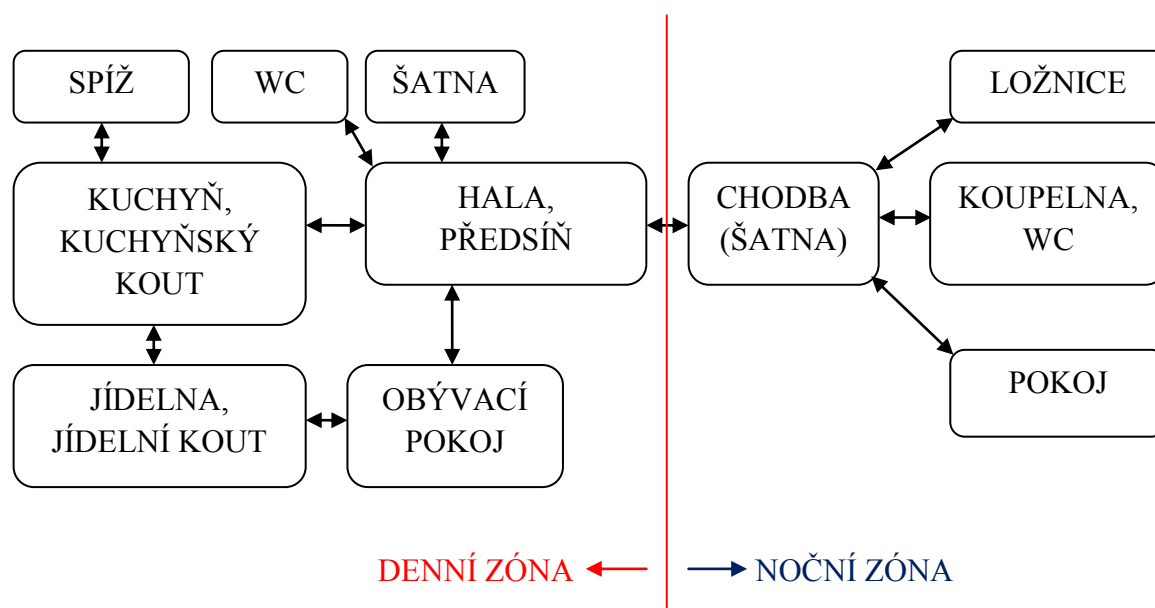 SPÍŽ
WC
ŠATNA
LOŽNICE
KUCHYŇ,
KUCHYŇSKÝ
KOUT
HALA,
PŘEDSÍŇ
CHODBA
(ŠATNA)
KOUPELNA,
WC
JÍDELNA,
JÍDELNÍ KOUT
OBÝVACÍ
POKOJ
POKOJ
DENNÍ ZÓNA
NOČNÍ ZÓNA